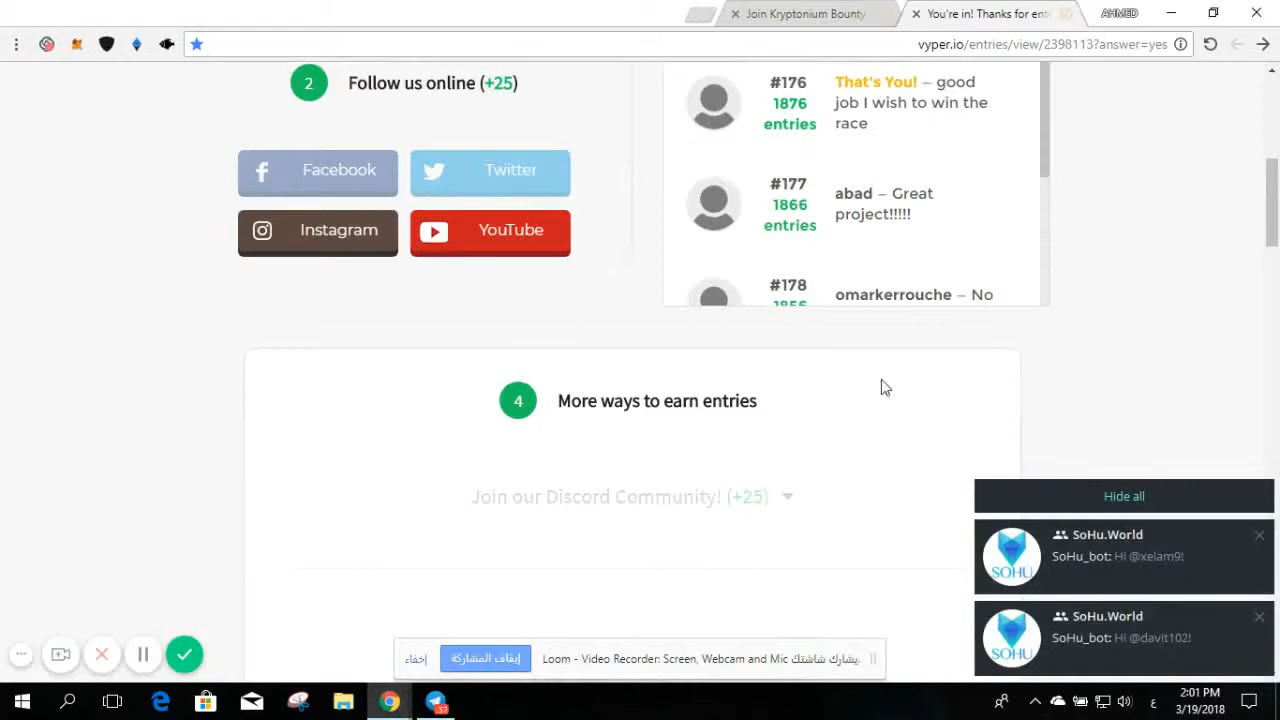 Join Kryptonium Bounty
You're in! Thanks for ent
AHMED
vyper.io/entries/view/2398113?answer=yes
2
Follow us online (+25)
Facebook
Twitter
Instagram
YouTube
#176
1876
entries
That's You! – good
job I wish to win the
race
#177
1866
entries
abad – Great
project!!!!!
#178
1856
omarkerrouche – No
4
More ways to earn entries
Join our Discord Community! (+25)
Hide all
SoHu.World
SoHu_bot: Hi @xelam9!
SOHU
SoHu.World
SoHu_bot: Hi @davit102!
SOHU
إخفاء
إيقاف المشاركة
Loom - Video Recorder: Screen, Webcam and Mic يشارك شاشتك.
37
ع
2:01 PM
3/19/2018